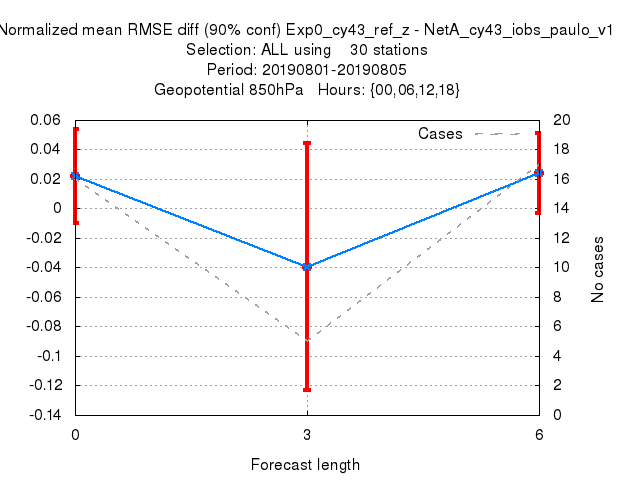 Normalized mean RMSE diff (90% conf) Exp0_cy43_ref_z - NetA_cy43_iobs_paulo_v1
Selection: ALL using 30 stations
Period: 20190801-20190805
Geopotential 850hPa Hours: {00,06,12,18}
Cases
0.06
0.04
0.02
0
-0.02
-0.04
-0.06
-0.08
-0.1
-0.12
-0.14
20
18
16
14
12
10
8
6
4
2
0
No cases
0 3 6
Forecast length